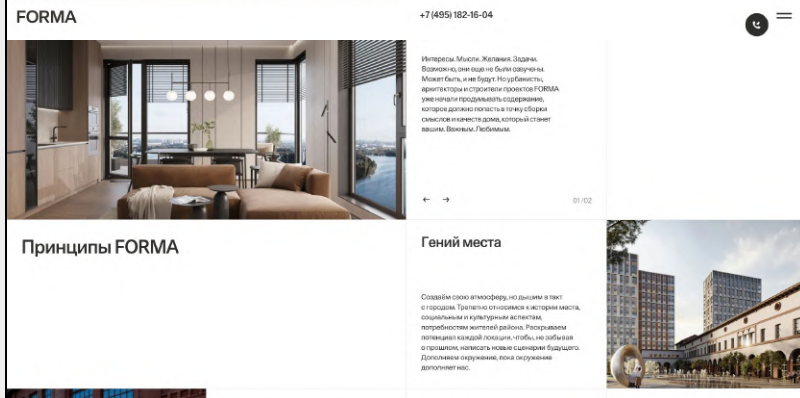 FORMA
+7 (495) 182-16-04
Интересы. Мысли. Желания. Задачи.
Возможно, они еще не были озвучены.
Может быть, и не будут. Но урбанисты,
архитекторы и строители проектов FORMA
уже начали продумывать содержание,
которое должно попасть в точку сборки
смыслов и качеств дома, который станет
вашим. Важным. Любимым.
← →
01/02
Принципы FORMA
Гений места
Создаём свою атмосферу, но дышим в такт
с городом. Трепетно относимся к истории места,
социальным и культурным аспектам,
потребностям жителей района. Раскрываем
потенциал каждой локации, чтобы, не забывая
о прошлом, написать новые сценарии будущего.
Дополняем окружение, пока окружение
дополняет нас.